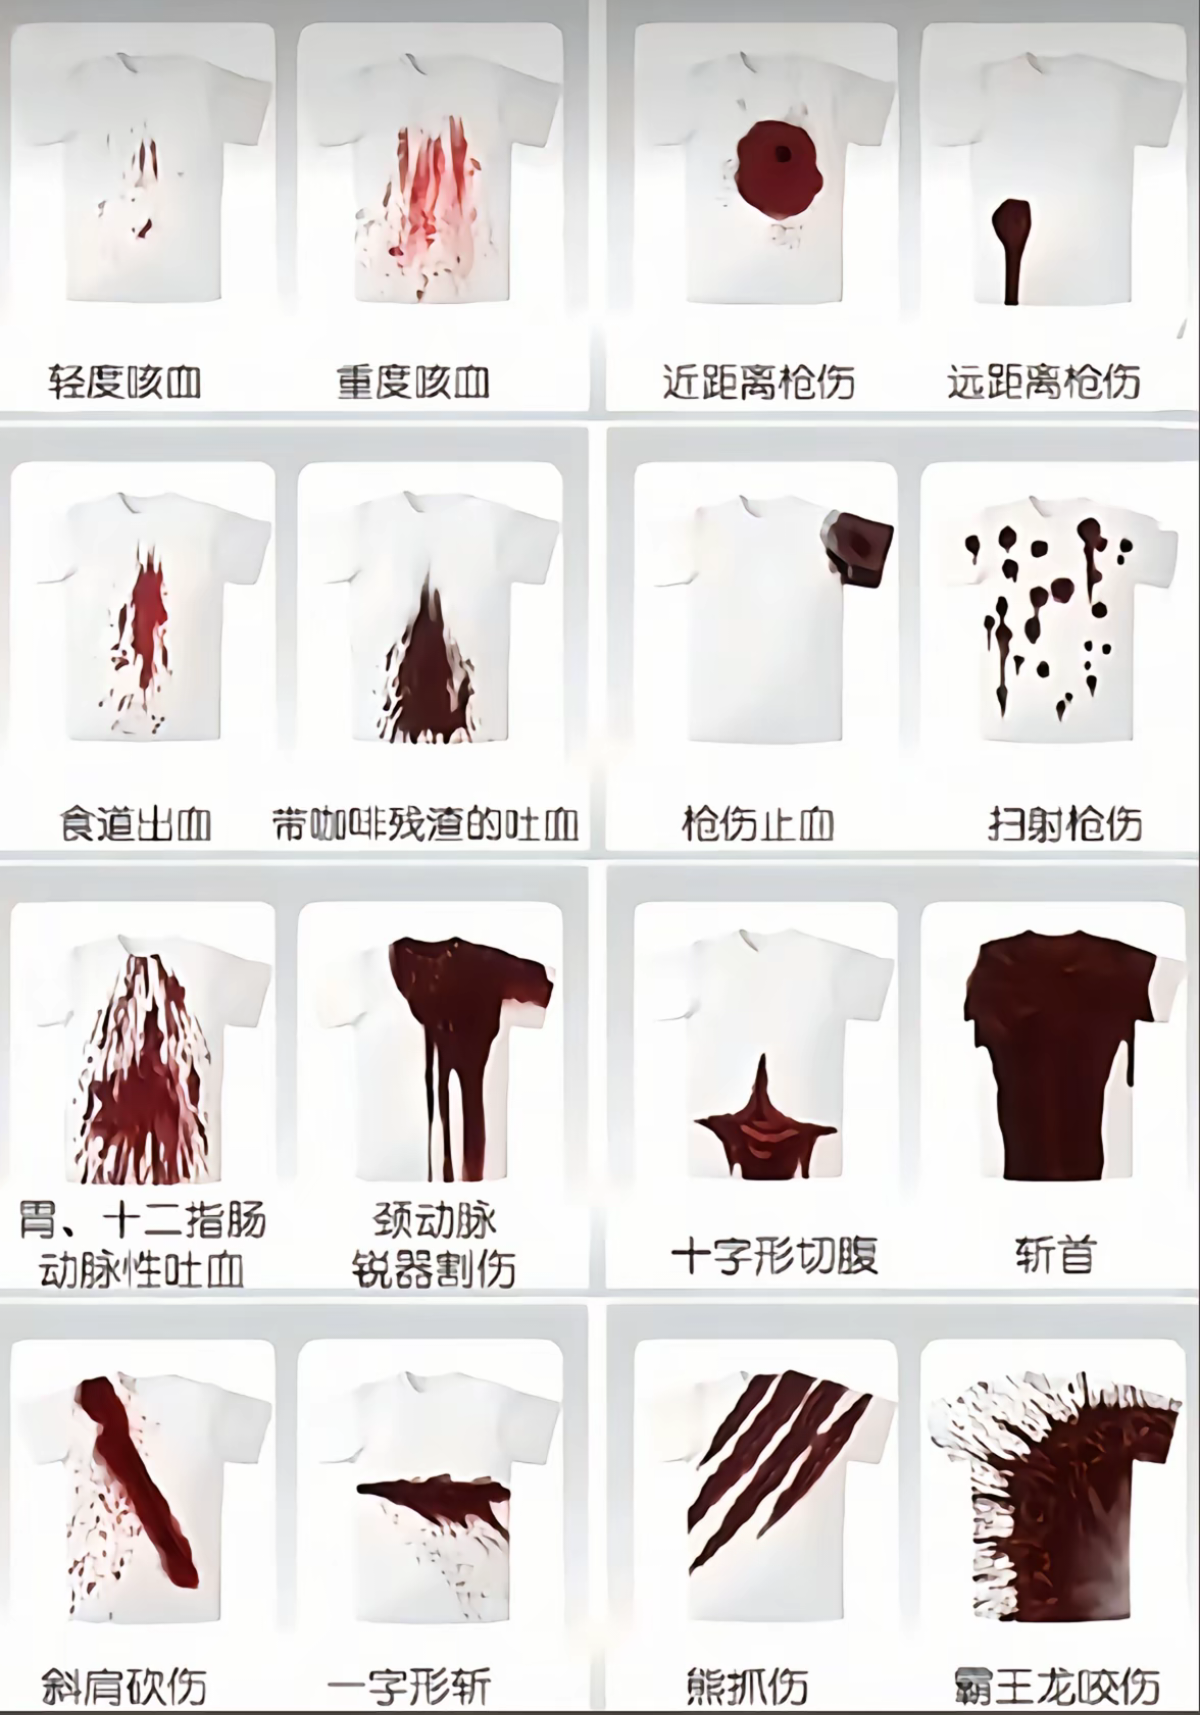 轻度咳血
重度咳血
近距离枪伤
远距离枪伤
食道出血
带咖啡残渣的吐血
枪伤止血
扫射枪伤
胃、十二指肠
动脉性吐血
颈动脉
锐器割伤
十字形切腹
斩首
斜肩砍伤
一字形斩
熊抓伤
霸王龙咬伤